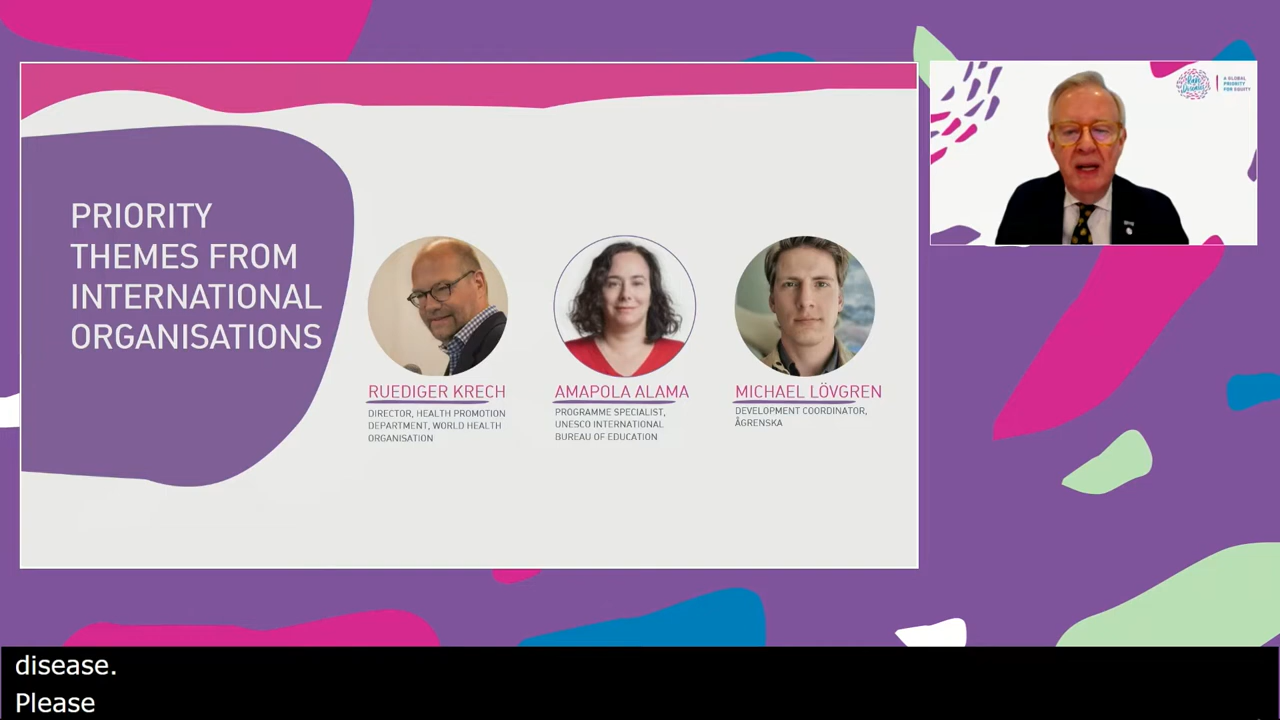 PRIORITY
THEMES FROM
INTERNATIONAL
ORGANISATIONS
RUEDIGER KRECH
DIRECTOR, HEALTH PROMOTION
DEPARTMENT, WORLD HEALTH
ORGANISATION
AMAPOLA ALAMA
PROGRAMME SPECIALIST,
UNESCO INTERNATIONAL
BUREAU OF EDUCATION
MICHAEL LÖVGREN
DEVELOPMENT COORDINATOR,
ÅGRENSKA
A GLOBAL
PRIORITY
FOR EQUITY
disease.
Please